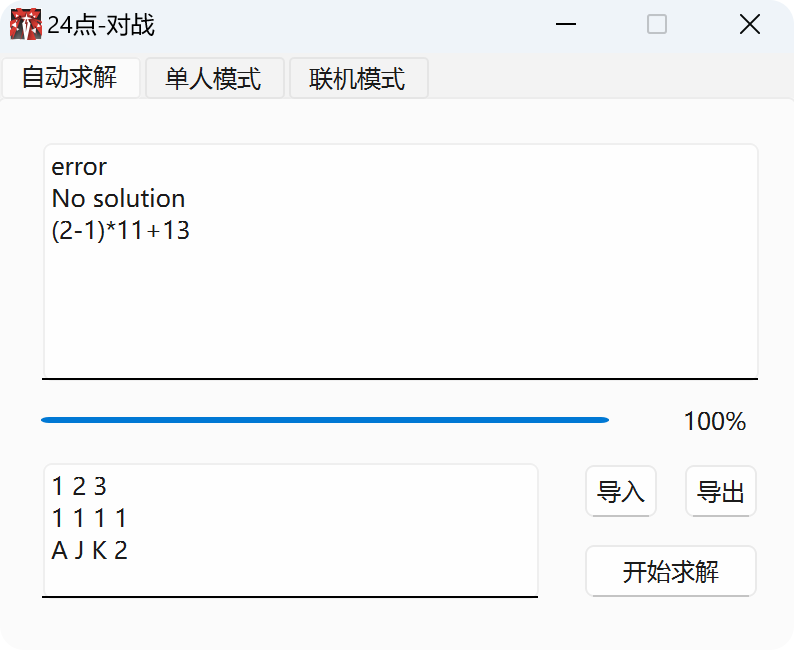 24点-对战
自动求解 单人模式 联机模式
error
No solution
(2-1)*11+13
100%
1 2 3
1 1 1 1
A J K 2
导入 导出
开始求解